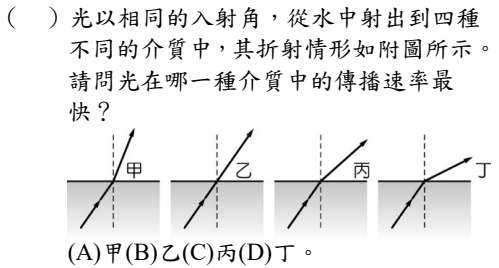 (　) 光以相同的入射角，從水中射出到四種
不同的介質中，其折射情形如附圖所示。
請問光在哪一種介質中的傳播速率最
快？
甲 乙 丙 丁
(A)甲(B)乙(C)丙(D)丁。